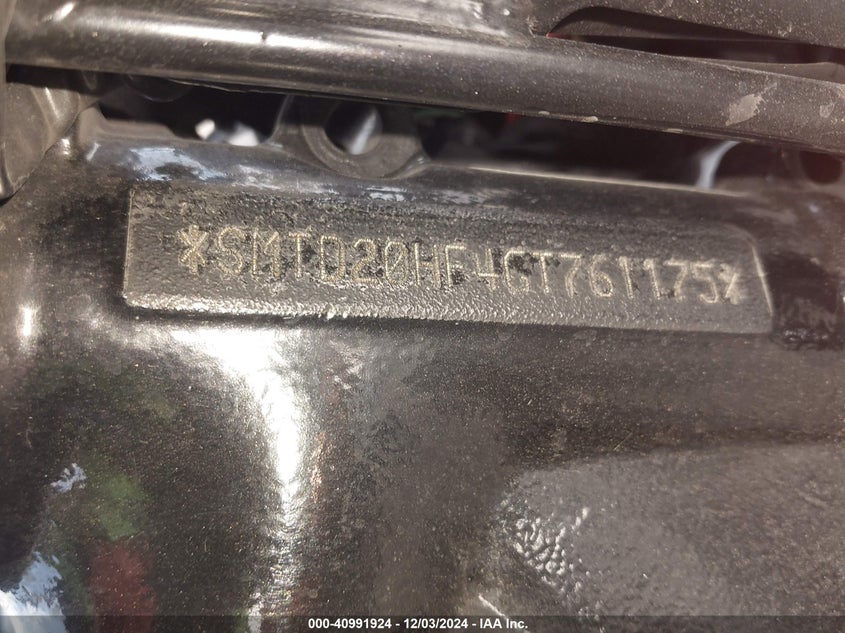 *SMTD20HF4GT761175*
000-40991924 - 12/03/2024 - IAA Inc.